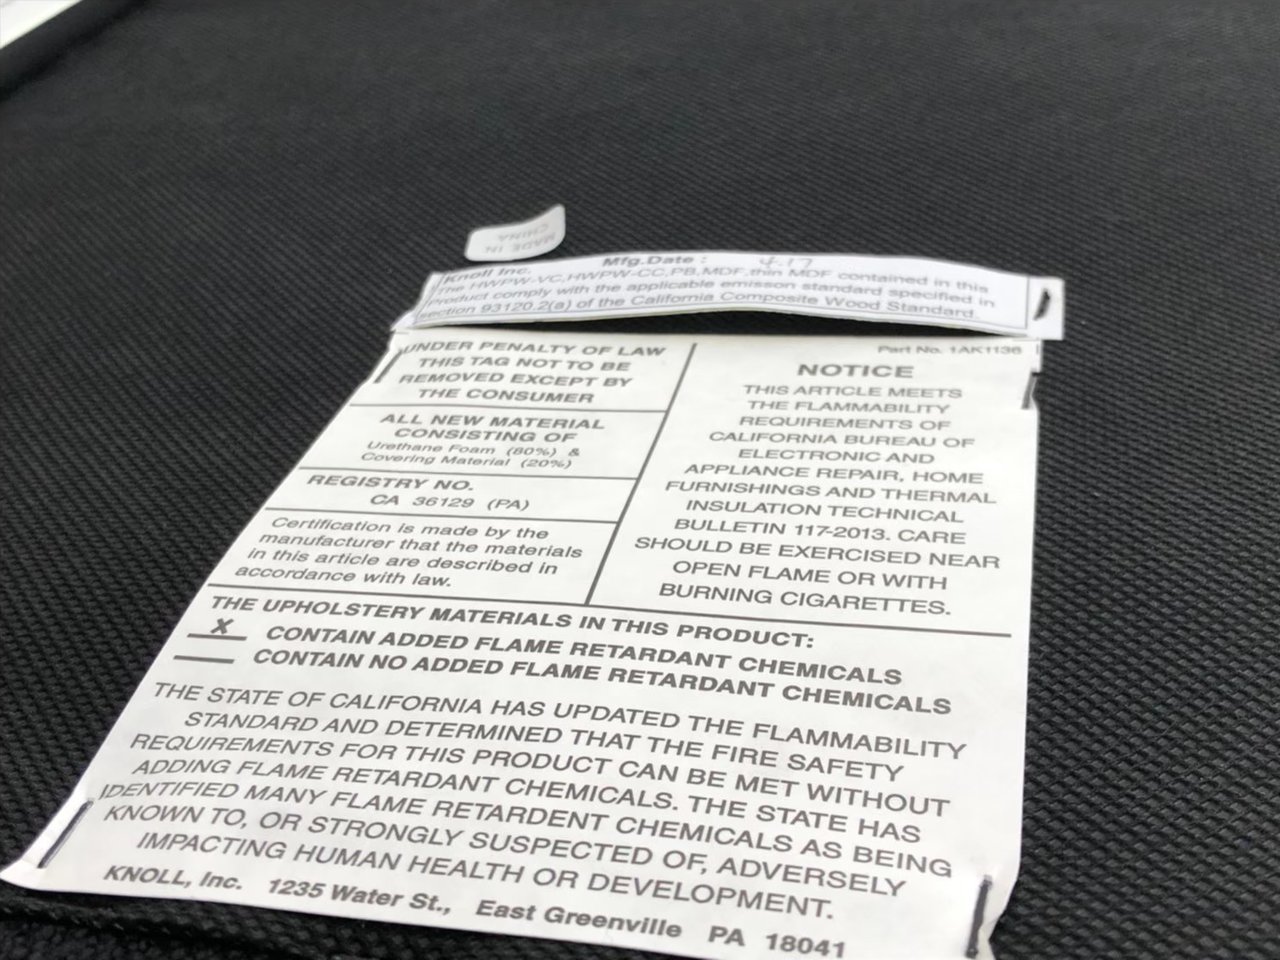 MADE IN
CHINA
Knoll Inc. Mfg.Date : 4.17
The HWPW-VC,HWPW-CC,PB,MDF,thin MDF contained in this
product comply with the applicable emisson standard specified in
section 93120.2(a) of the California Composite Wood Standard.
UNDER PENALTY OF LAW
THIS TAG NOT TO BE
REMOVED EXCEPT BY
THE CONSUMER
ALL NEW MATERIAL
CONSISTING OF
Urethane Foam (80%) &
Covering Material (20%)
REGISTRY NO.
CA 36129 (PA)
Certification is made by the
manufacturer that the materials
in this article are described in
accordance with law.
Part No. 1AK1136
NOTICE
THIS ARTICLE MEETS
THE FLAMMABILITY
REQUIREMENTS OF
CALIFORNIA BUREAU OF
ELECTRONIC AND
APPLIANCE REPAIR, HOME
FURNISHINGS AND THERMAL
INSULATION TECHNICAL
BULLETIN 117-2013. CARE
SHOULD BE EXERCISED NEAR
OPEN FLAME OR WITH
BURNING CIGARETTES.
THE UPHOLSTERY MATERIALS IN THIS PRODUCT:
X CONTAIN ADDED FLAME RETARDANT CHEMICALS
CONTAIN NO ADDED FLAME RETARDANT CHEMICALS
THE STATE OF CALIFORNIA HAS UPDATED THE FLAMMABILITY
STANDARD AND DETERMINED THAT THE FIRE SAFETY
REQUIREMENTS FOR THIS PRODUCT CAN BE MET WITHOUT
ADDING FLAME RETARDANT CHEMICALS. THE STATE HAS
IDENTIFIED MANY FLAME RETARDENT CHEMICALS AS BEING
KNOWN TO, OR STRONGLY SUSPECTED OF, ADVERSELY
IMPACTING HUMAN HEALTH OR DEVELOPMENT.
KNOLL, Inc. 1235 Water St., East Greenville PA 18041